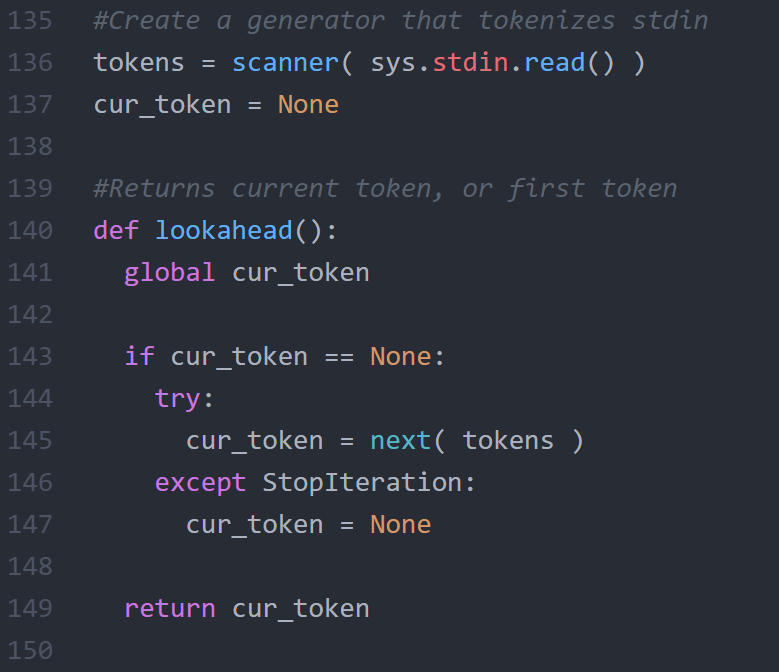 135 #Create a generator that tokenizes stdin
136 tokens = scanner( sys.stdin.read() )
137 cur_token = None
138
139 #Returns current token, or first token
140 def lookahead():
141   global cur_token
142
143   if cur_token == None:
144     try:
145       cur_token = next( tokens )
146     except StopIteration:
147       cur_token = None
148
149   return cur_token
150